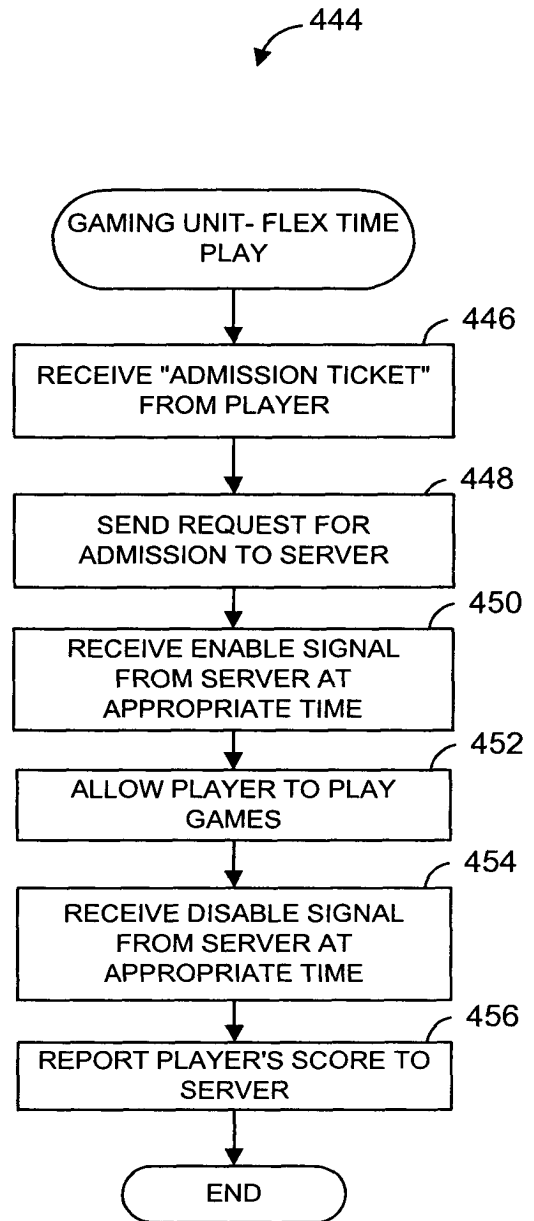 444
GAMING UNIT- FLEX TIME
PLAY
446
RECEIVE "ADMISSION TICKET"
FROM PLAYER
448
SEND REQUEST FOR
ADMISSION TO SERVER
450
RECEIVE ENABLE SIGNAL
FROM SERVER AT
APPROPRIATE TIME
452
ALLOW PLAYER TO PLAY
GAMES
454
RECEIVE DISABLE SIGNAL
FROM SERVER AT
APPROPRIATE TIME
456
REPORT PLAYER'S SCORE TO
SERVER
END